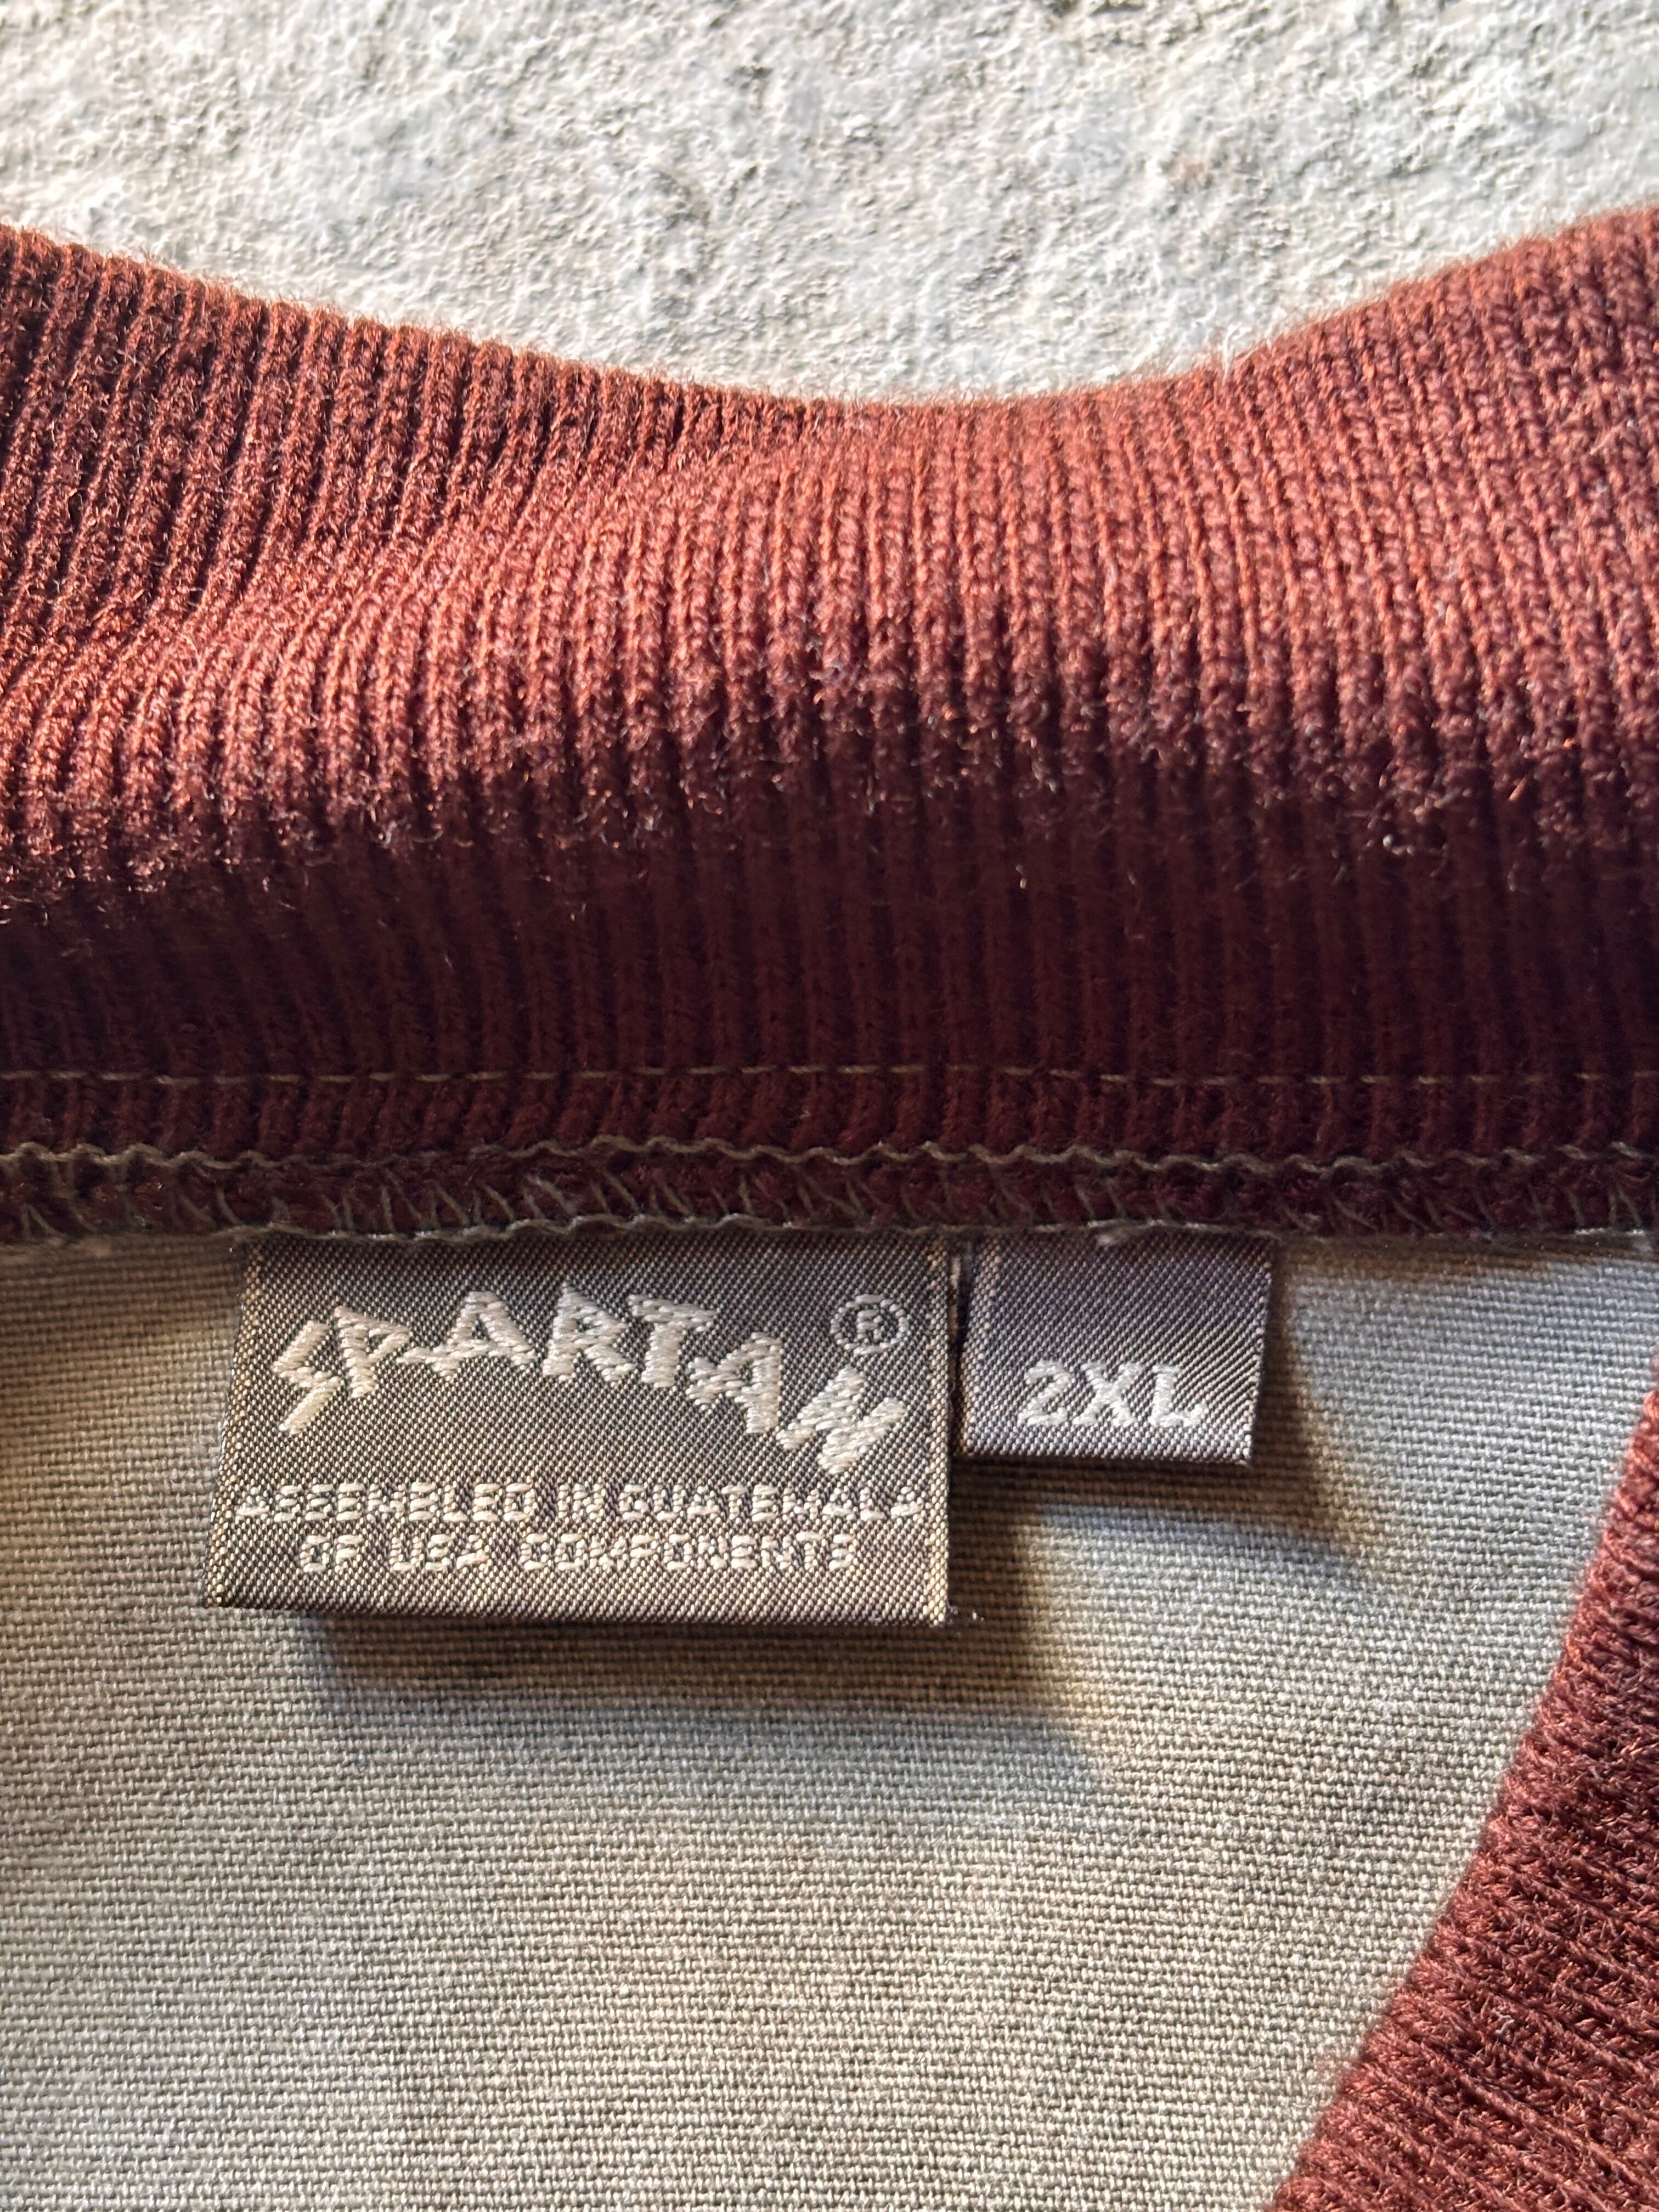 SPARTAN ®
2XL
ASSEMBLED IN GUATEMALA
OF USA COMPONENTS